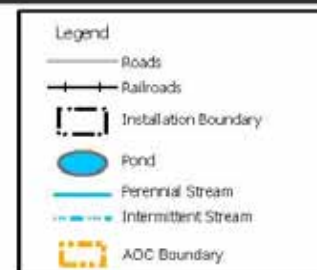 Legend
Roads
Railroads
Installation Boundary
Pond
Perennial Stream
Intermittent Stream
AOC Boundary